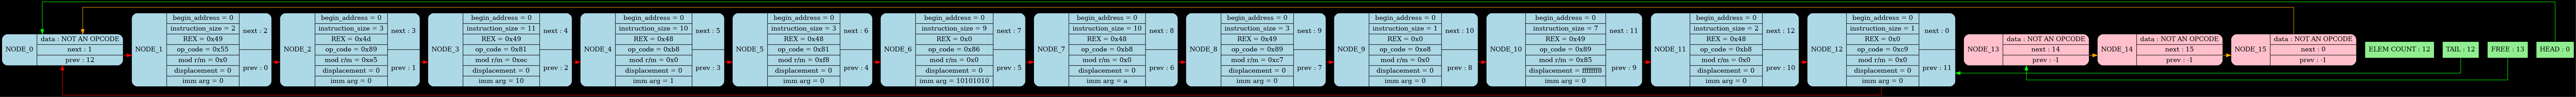 NODE_0
data : NOT AN OPCODE
next : 1
prev : 12
NODE_1
begin_address = 0
instruction_size = 2
REX = 0x49
op_code = 0x55
mod r/m = 0x0
displacement = 0
imm arg = 0
next : 2
prev : 0
NODE_2
begin_address = 0
instruction_size = 3
REX = 0x4d
op_code = 0x89
mod r/m = 0xe5
displacement = 0
imm arg = 0
next : 3
prev : 1
NODE_3
begin_address = 0
instruction_size = 11
REX = 0x49
op_code = 0x81
mod r/m = 0xec
displacement = 0
imm arg = 10
next : 4
prev : 2
NODE_4
begin_address = 0
instruction_size = 10
REX = 0x48
op_code = 0xb8
mod r/m = 0x0
displacement = 0
imm arg = 1
next : 5
prev : 3
NODE_5
begin_address = 0
instruction_size = 3
REX = 0x48
op_code = 0x81
mod r/m = 0xf8
displacement = 0
imm arg = 0
next : 6
prev : 4
NODE_6
begin_address = 0
instruction_size = 9
REX = 0x0
op_code = 0x86
mod r/m = 0x0
displacement = 0
imm arg = 10101010
next : 7
prev : 5
NODE_7
begin_address = 0
instruction_size = 10
REX = 0x48
op_code = 0xb8
mod r/m = 0x0
displacement = 0
imm arg = a
next : 8
prev : 6
NODE_8
begin_address = 0
instruction_size = 3
REX = 0x49
op_code = 0x89
mod r/m = 0xc7
displacement = 0
imm arg = 0
next : 9
prev : 7
NODE_9
begin_address = 0
instruction_size = 1
REX = 0x0
op_code = 0xe8
mod r/m = 0x0
displacement = 0
imm arg = 0
next : 10
prev : 8
NODE_10
begin_address = 0
instruction_size = 7
REX = 0x49
op_code = 0x89
mod r/m = 0x85
displacement = fffffff8
imm arg = 0
next : 11
prev : 9
NODE_11
begin_address = 0
instruction_size = 2
REX = 0x48
op_code = 0xb8
mod r/m = 0x0
displacement = 0
imm arg = 0
next : 12
prev : 10
NODE_12
begin_address = 0
instruction_size = 1
REX = 0x0
op_code = 0xc9
mod r/m = 0x0
displacement = 0
imm arg = 0
next : 0
prev : 11
NODE_13
data : NOT AN OPCODE
next : 14
prev : -1
NODE_14
data : NOT AN OPCODE
next : 15
prev : -1
NODE_15
data : NOT AN OPCODE
next : 0
prev : -1
ELEM COUNT : 12
TAIL : 12
FREE : 13
HEAD : 0